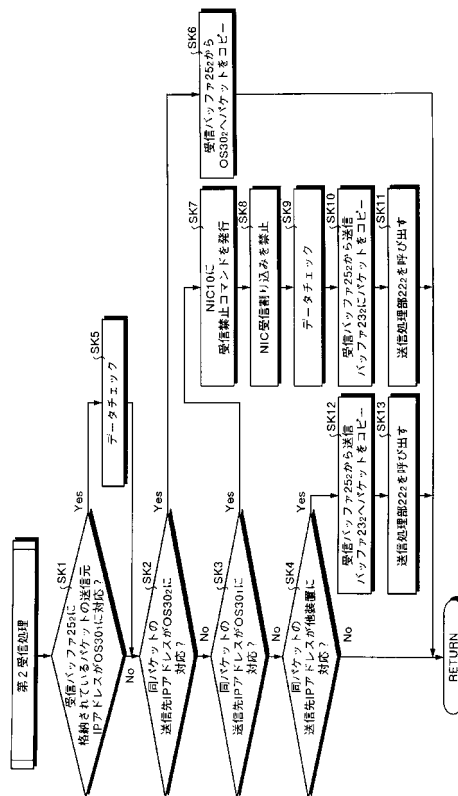 第2受信処理
SK1
受信バッファ25₂に
格納されているパケットの送信元
IPアドレスがOS30₁に対応？
Yes
No
SK5
データチェック
SK2
同パケットの
送信先IPアドレスがOS30₂に
対応？
Yes
No
SK6
受信バッファ25₂から
OS30₂へパケットをコピー
SK3
同パケットの
送信先IPアドレスがOS30₁に
対応？
Yes
No
SK7
NIC10に
受信禁止コマンドを発行
SK8
NIC受信割り込みを禁止
SK9
データチェック
SK10
受信バッファ25₂から送信
バッファ23₂にパケットをコピー
SK11
送信処理部22₂を呼び出す
SK4
同パケットの
送信先IPアドレスが他装置に
対応？
Yes
No
SK12
受信バッファ25₂から送信
バッファ23₂へパケットをコピー
SK13
送信処理部22₂を呼び出す
RETURN